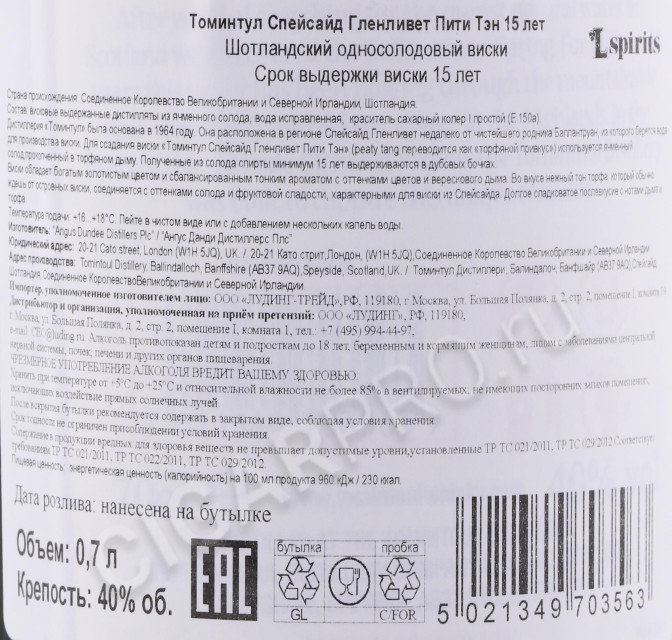 Томинтул Спейсайд Гленливет Пити Тэн 15 лет
Шотландский односолодовый виски
Срок выдержки виски 15 лет
Lspirits
Страна происхождения: Соединенное Королевство Великобритании и Северной Ирландии, Шотландия.
Состав: висковые выдержанные дистилляты из ячменного солода, вода исправленная, краситель сахарный колер I простой (Е 150а).
Дистиллерия «Томинтул» была основана в 1964 году. Она расположена в регионе Спейсайд Гленливет недалеко от чистейшего родника Баллантруан, из которого берется вода
для производства виски. Для создания виски «Томинтул Спейсайд Гленливет Пити Тэн» (peaty tang переводится как «торфяной привкус») используется ячменный
солод,прокопченный в торфяном дыму. Полученные из солода спирты минимум 15 лет выдерживаются в дубовых бочках.
Виски обладает богатым золотистым цветом и сбалансированным тонким ароматом с оттенками цветов и верескового дыма. Во вкусе нежный тон торфа, который обычно
ждешь от островных виски, соединяется с оттенками солода и фруктовой сладости, характерными для виски из Спейсайда. Долгое сладковатое послевкусие с нотами дыма и
торфа.
Температура подачи: +16...+18°С. Пейте в чистом виде или с добавлением нескольких капель воды.
Изготовитель: "Angus Dundee Distillers Plc" / "Ангус Данди Дистиллерс Плс"
Юридический адрес: 20-21 Cato street, London (W1H 5JQ), UK. / 20-21 Като стрит,Лондон, (W1H 5JQ),Соединенное Королевство Великобритании и Северной Ирландии
Адрес производства: Tomintoul Distillery, Ballindalloch, Banffshire (AB37 9AQ),Speyside, Scotland,UK. / Томинтул Дистиллери, Балиндалон, Банфшайр (AB37 9AQ),Спейсайд,
Шотландия,Соединенное КоролевствоВеликобритании и Северной Ирландии.
Импортер, уполномоченное изготовителем лицо: ООО «ЛУДИНГ-ТРЕЙД»,РФ, 119180, г Москва, ул. Большая Полянка, д. 2, стр. 2, помещение I, комната 19
Дистрибьютор и организация, уполномоченная на приём претензий: ООО «ЛУДИНГ», РФ, 119180,
г Москва, ул. Большая Полянка, д. 2, стр. 2, помещение I, комната 1, тел.: +7 (495) 994-44-97,
e-mail: CEO@luding.ru. Алкоголь противопоказан детям и подросткам до 18 лет, беременным и кормящим женщинам, лицам с заболеваниями центральной
нервной системы, почек, печени и других органов пищеварения.
ЧРЕЗМЕРНОЕ УПОТРЕБЛЕНИЕ АЛКОГОЛЯ ВРЕДИТ ВАШЕМУ ЗДОРОВЬЮ.
Хранить при температуре от +5°С до +25°С и относительной влажности не более 85% в вентилируемых, не имеющих посторонних запахов помещениях,
исключающих воздействие прямых солнечных лучей.
После вскрытия бутылки рекомендуется содержать в закрытом виде, соблюдая условия хранения.
Срок годности не ограничен приусловииблюдении условий хранения.
Содержание в продукции вредных для здоровья веществ не превышает допустимые уровни,установленные ТР ТС 021/2011, ТР ТС 029/2012 Соответствует
требованиям ТР ТС 021/2011, ТР ТС 022/2011, ТР ТС 029/2012
Пищевая ценность: энергетическая ценность (калорийность) на 100 мл продукта 960 кДж / 230 ккал.
Дата розлива: нанесена на бутылке
Объем: 0,7 л
Крепость: 40% об.
EAC
бутылка
GL
пробка
C/FOR
5 021349 703563
CIGARPRO.ru